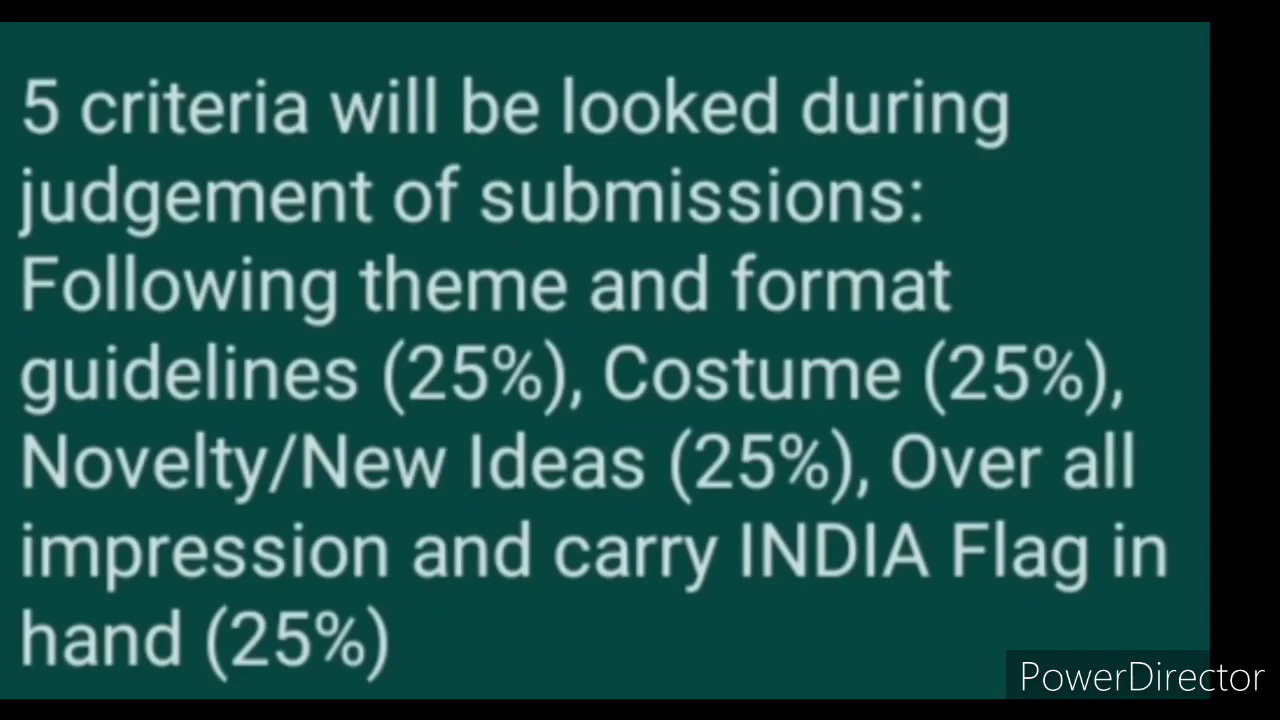 5 criteria will be looked during
judgement of submissions:
Following theme and format
guidelines (25%), Costume (25%),
Novelty/New Ideas (25%), Over all
impression and carry INDIA Flag in
hand (25%)
PowerDirector